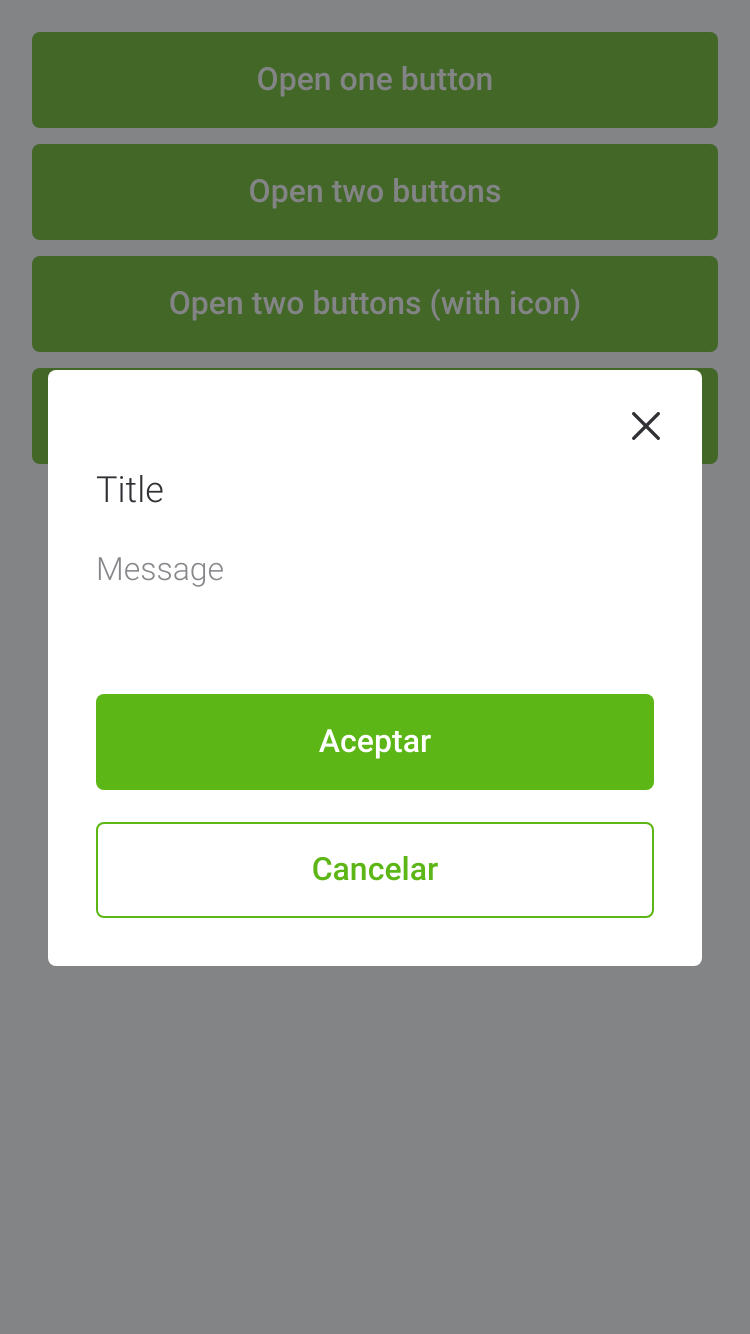 Open one button
Open two buttons
Open two buttons (with icon)
Title
Message
Aceptar
Cancelar